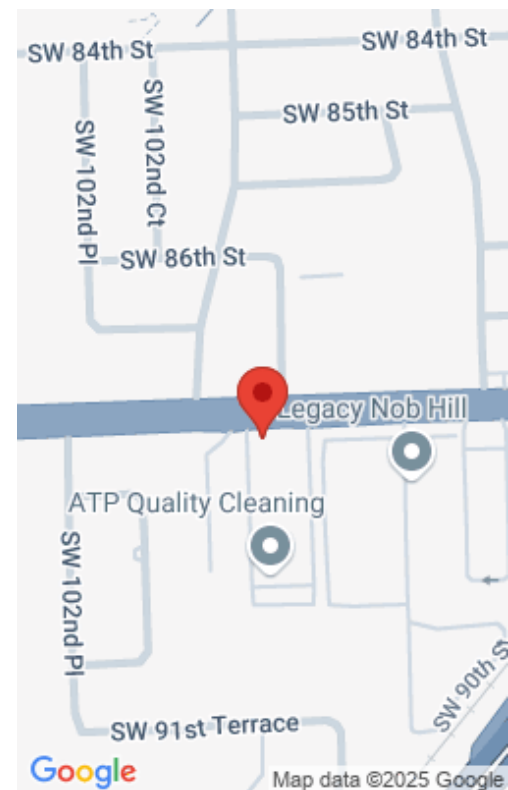 SW 84th St
SW 84th St
SW 85th St
SW 102nd Ct
SW 102nd Pl
SW 86th St
Legacy Nob Hill
ATP Quality Cleaning
SW 102nd Pl
SW 90th St
SW 91st Terrace
Google
Map data ©2025 Google